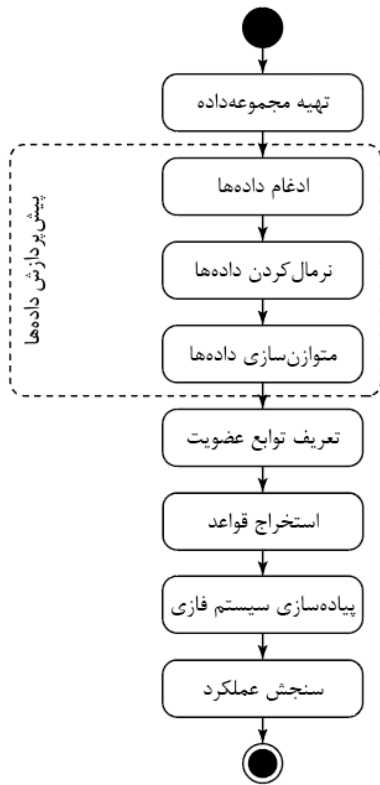 تهیه مجموعه‌داده
پیش‌پردازش داده‌ها
ادغام داده‌ها
نرمال‌کردن داده‌ها
متوازن‌سازی داده‌ها
تعریف توابع عضویت
استخراج قواعد
پیاده‌سازی سیستم فازی
سنجش عملکرد